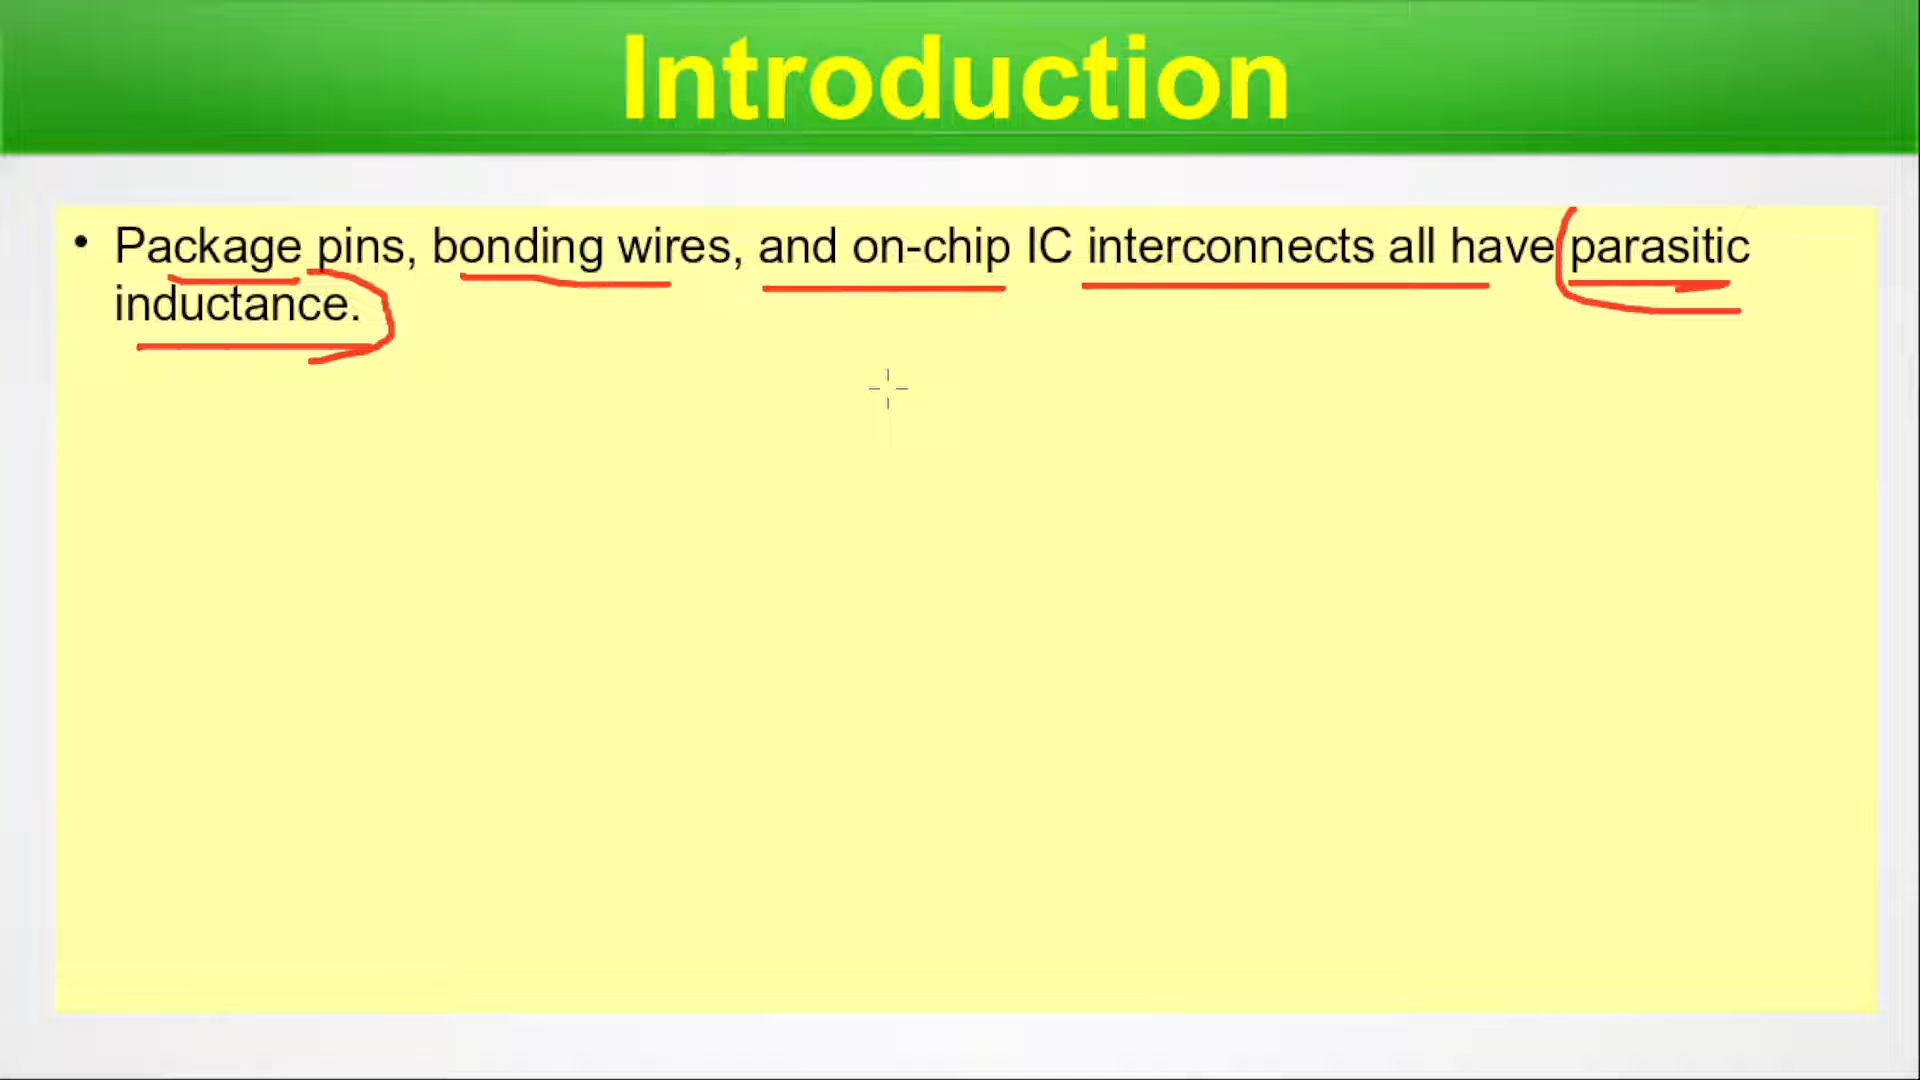 Introduction
• Package pins, bonding wires, and on-chip IC interconnects all have parasitic
inductance.